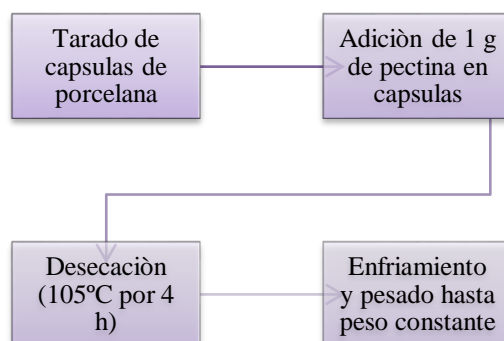 Tarado de
capsulas de
porcelana
Adiciòn de 1 g
de pectina en
capsulas
Desecaciòn
(105ºC por 4
h)
Enfriamiento
y pesado hasta
peso constante